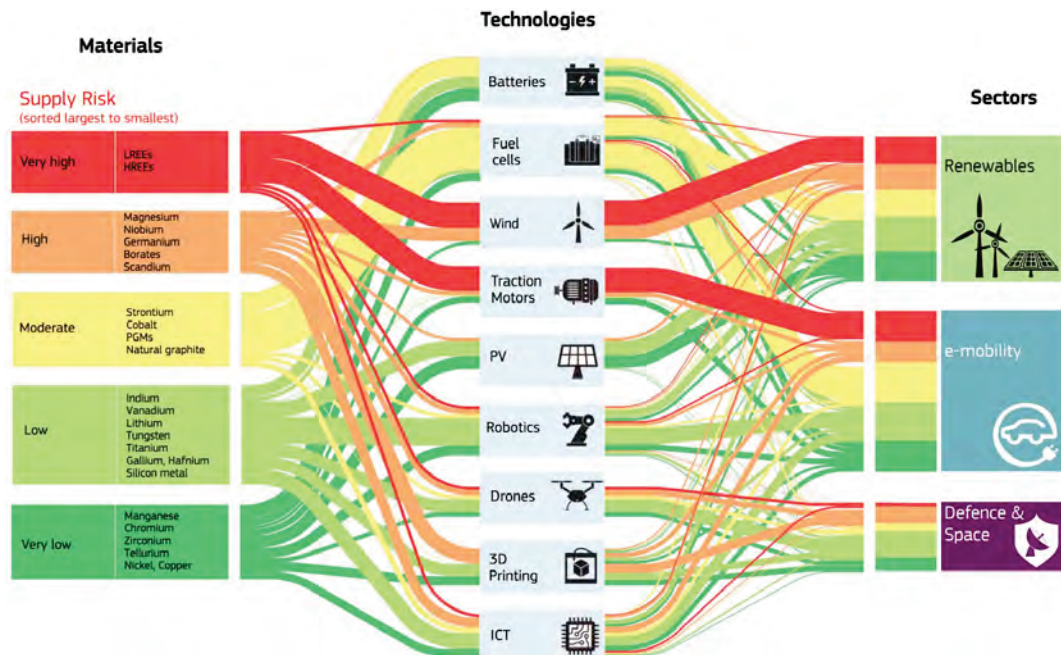 Technologies
Materials
Supply Risk
(sorted largest to smallest)
Very high
LREEs
HREEs
High
Magnesium
Niobium
Germanium
Borates
Scandium
Moderate
Strontium
Cobalt
PGMs
Natural graphite
Low
Indium
Vanadium
Lithium
Tungsten
Titanium
Gallium, Hafnium
Silicon metal
Very low
Manganese
Chromium
Zirconium
Tellurium
Nickel, Copper
Batteries
Fuel
cells
Wind
Traction
Motors
PV
Robotics
Drones
3D
Printing
ICT
Sectors
Renewables
e-mobility
Defence &
Space